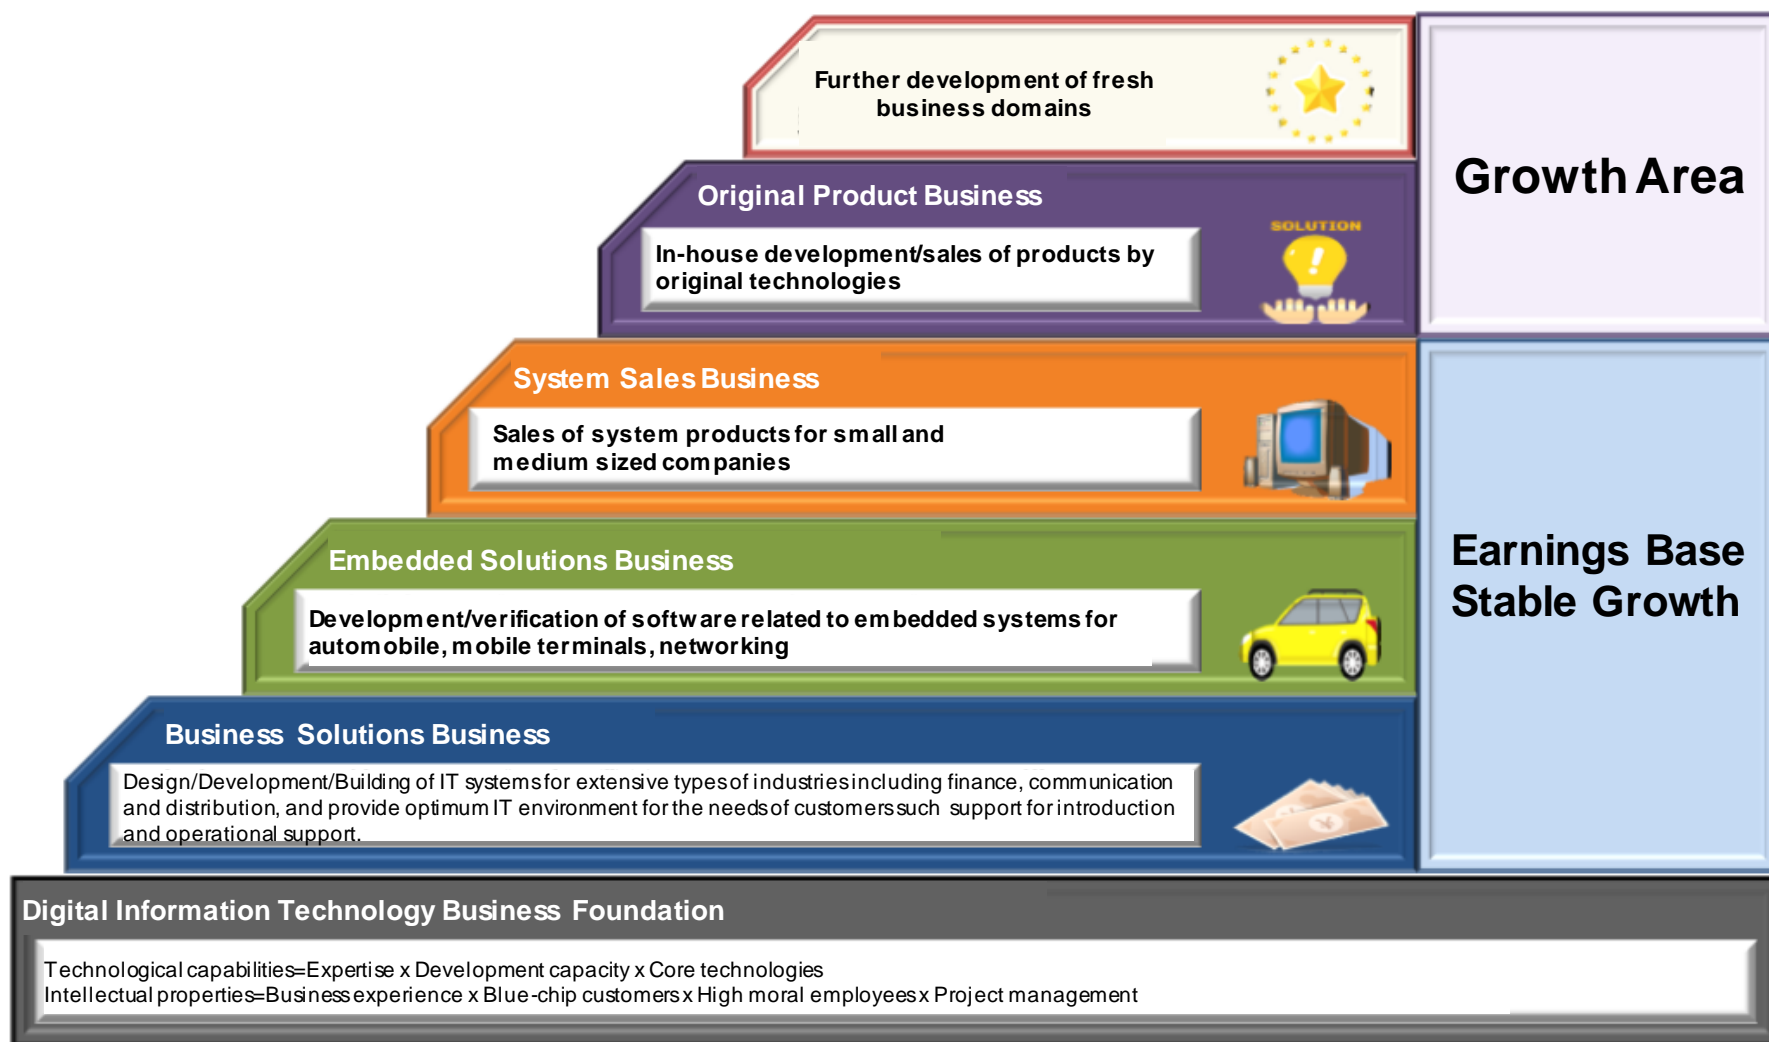 Further development of fresh
business domains
Growth Area
Original Product Business
SOLUTION
In-house development/sales of products by
original technologies
System Sales Business
Sales of system products for small and
medium sized companies
Earnings Base
Stable Growth
Embedded Solutions Business
Development/verification of software related to embedded systems for
automobile, mobile terminals, networking
Business Solutions Business
Design/Development/Building of IT systems for extensive types of industries including finance, communication
and distribution, and provide optimum IT environment for the needs of customers such support for introduction
and operational support.
Digital Information Technology Business Foundation
Technological capabilities=Expertise x Development capacity x Core technologies
Intellectual properties=Business experience x Blue-chip customers x High moral employees x Project management